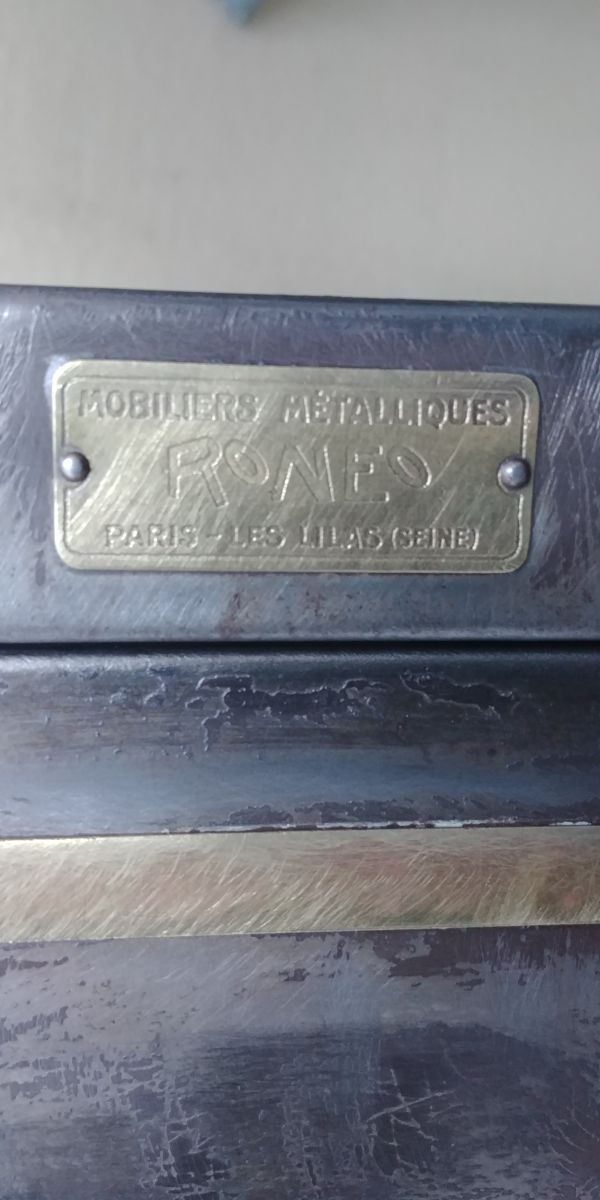 MOBILIERS MÉTALLIQUES
RONEO
PARIS - LES LILAS (SEINE)